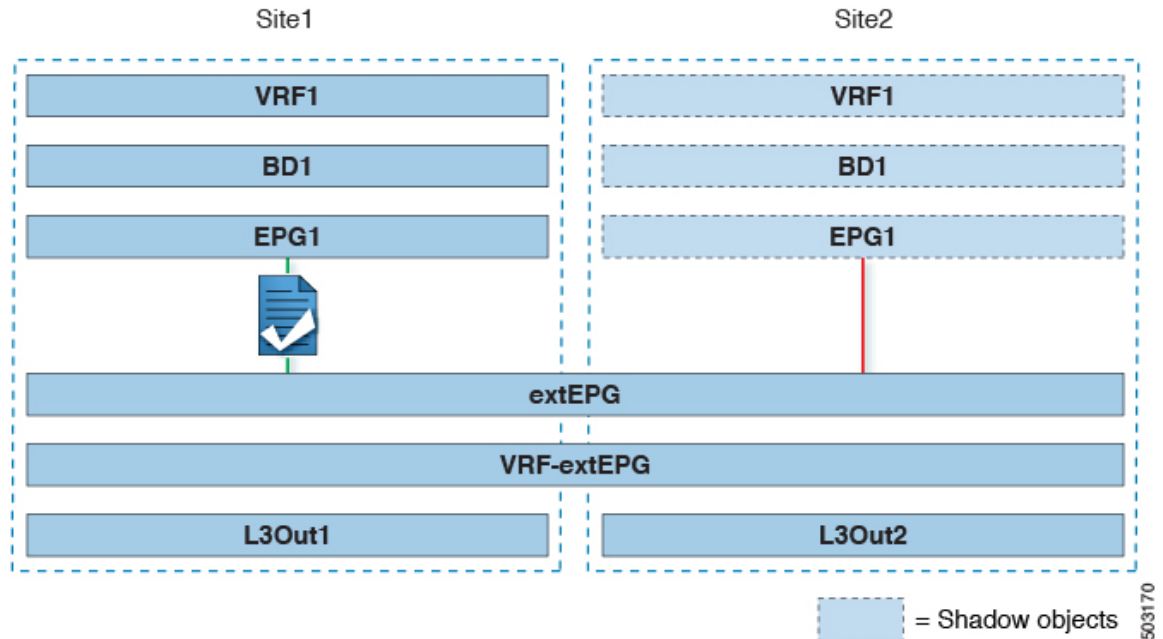 Site1
Site2
VRF1
VRF1
BD1
BD1
EPG1
EPG1
extEPG
VRF-extEPG
L3Out1
L3Out2
= Shadow objects
503170